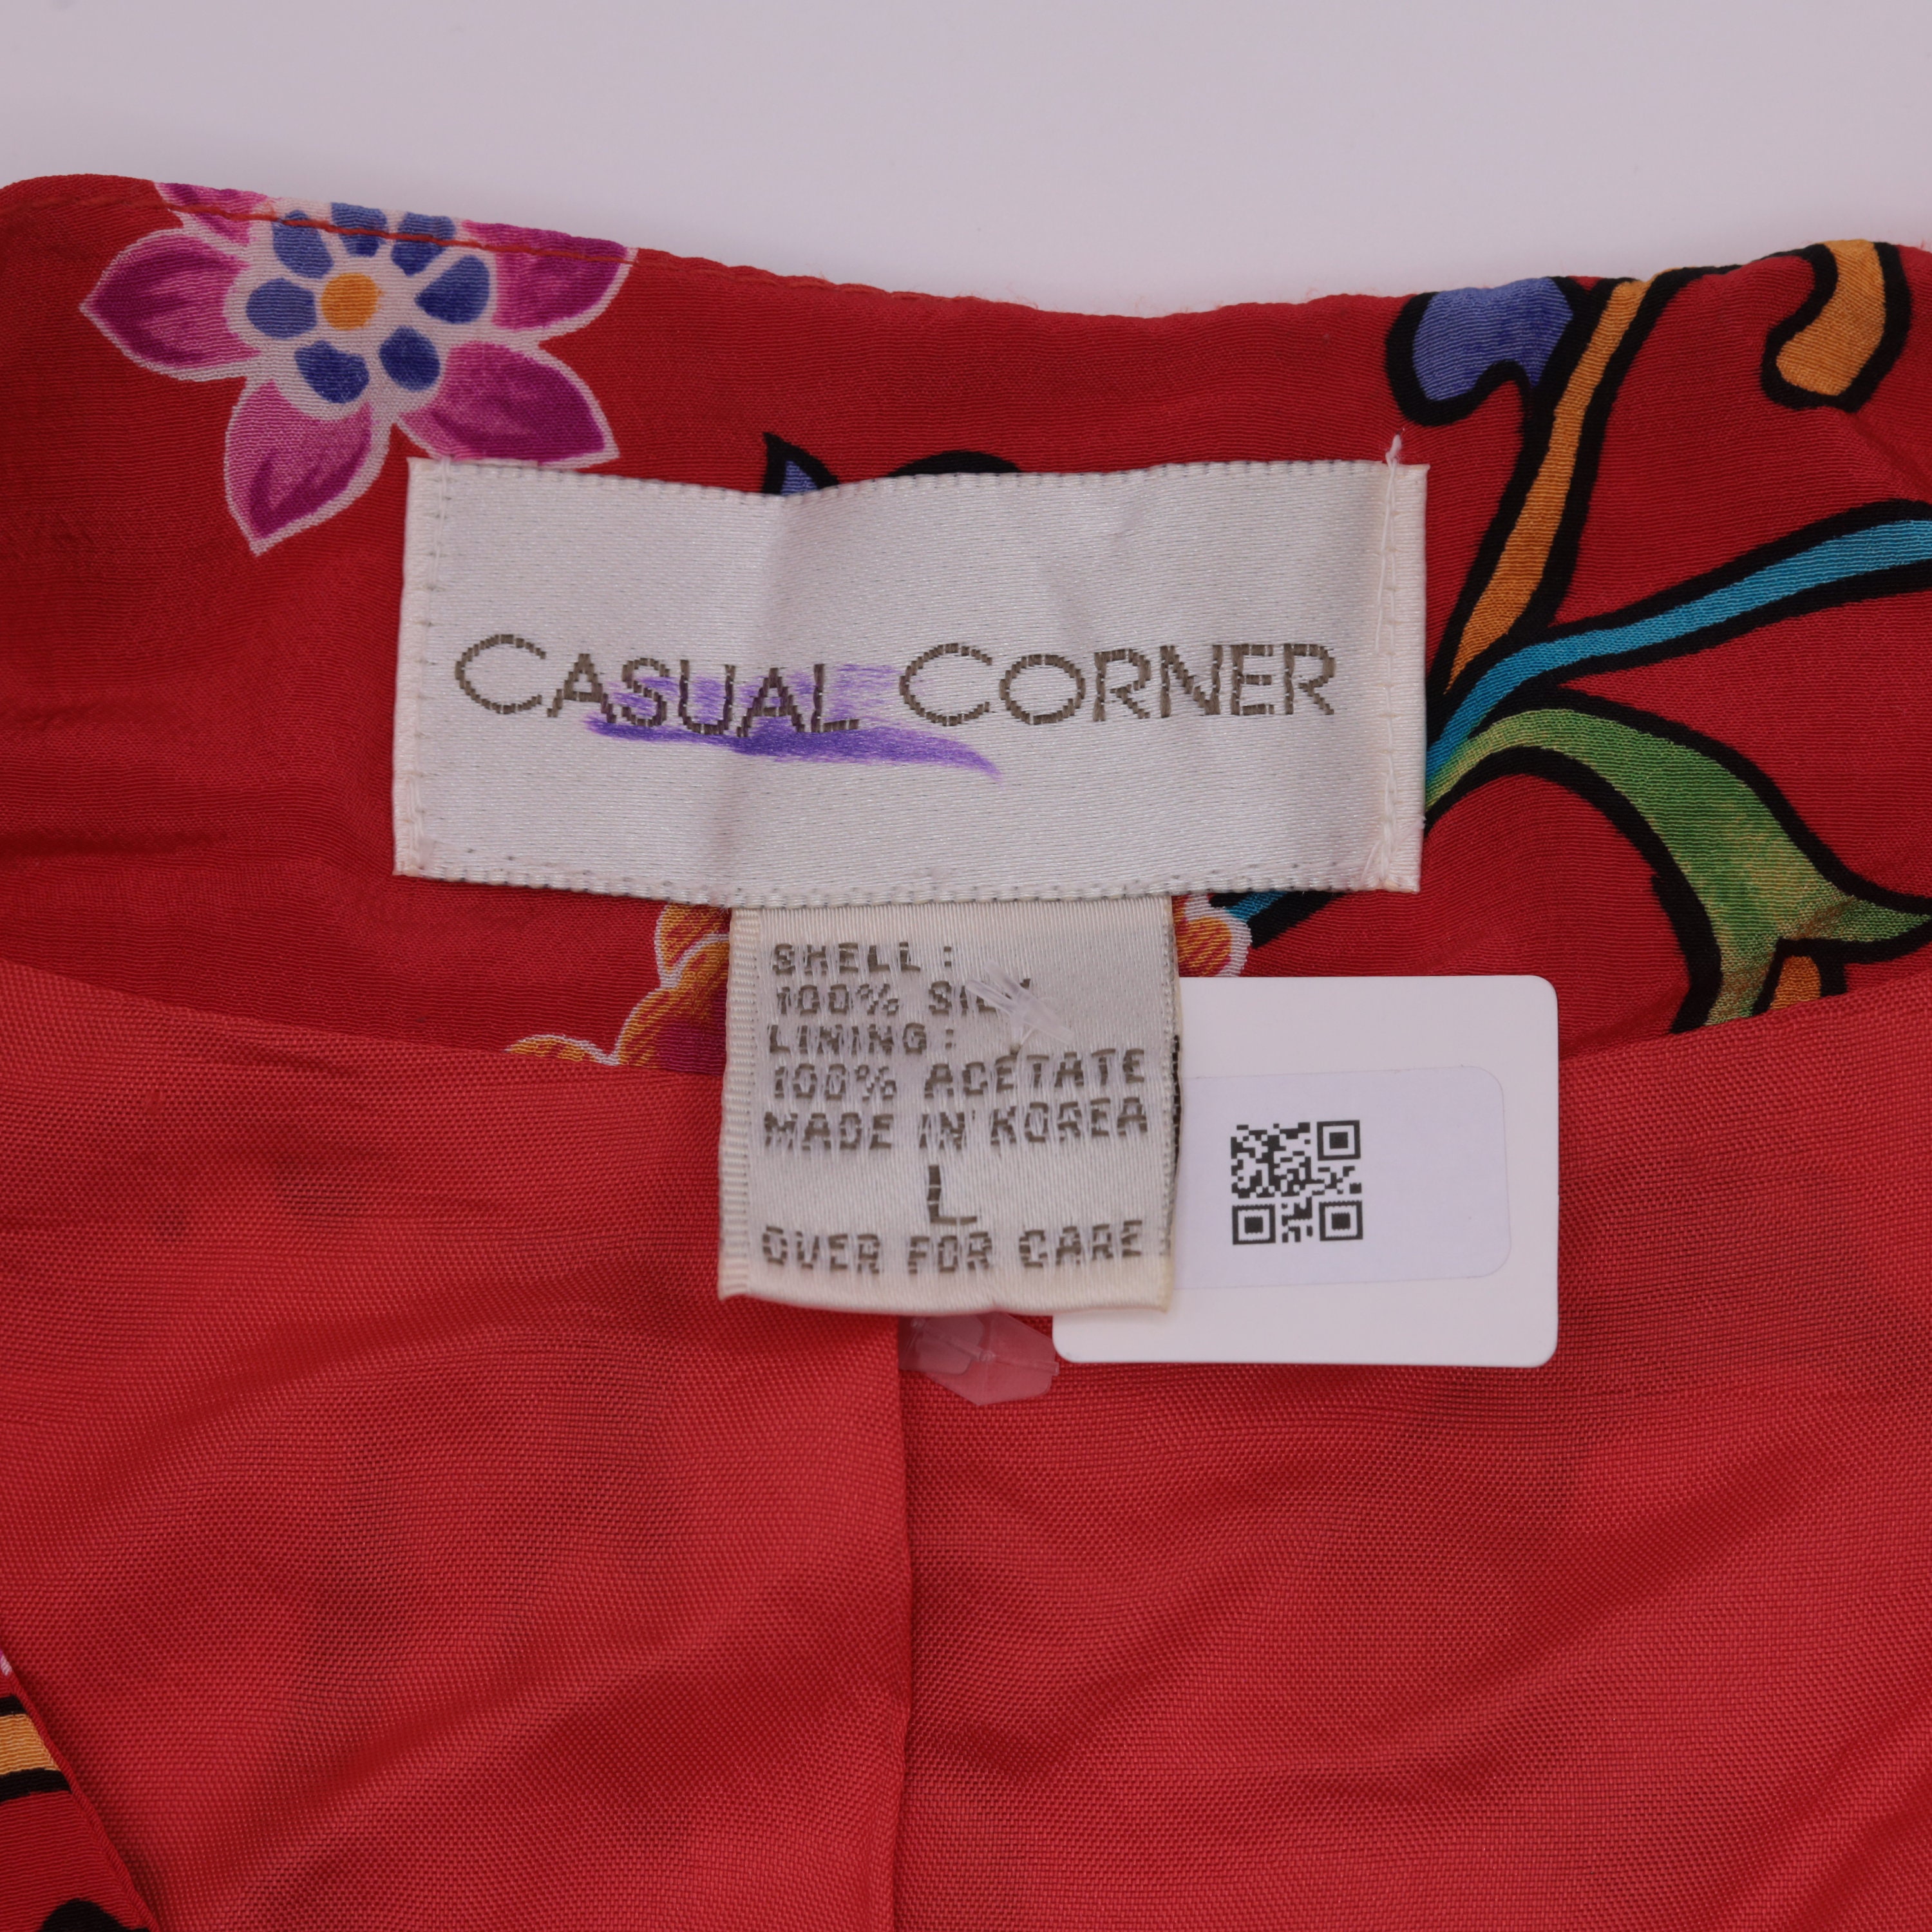 CASUAL CORNER
SHELL:
100% SILK
LINING:
100% ACETATE
MADE IN KOREA
L
OVER FOR CARE